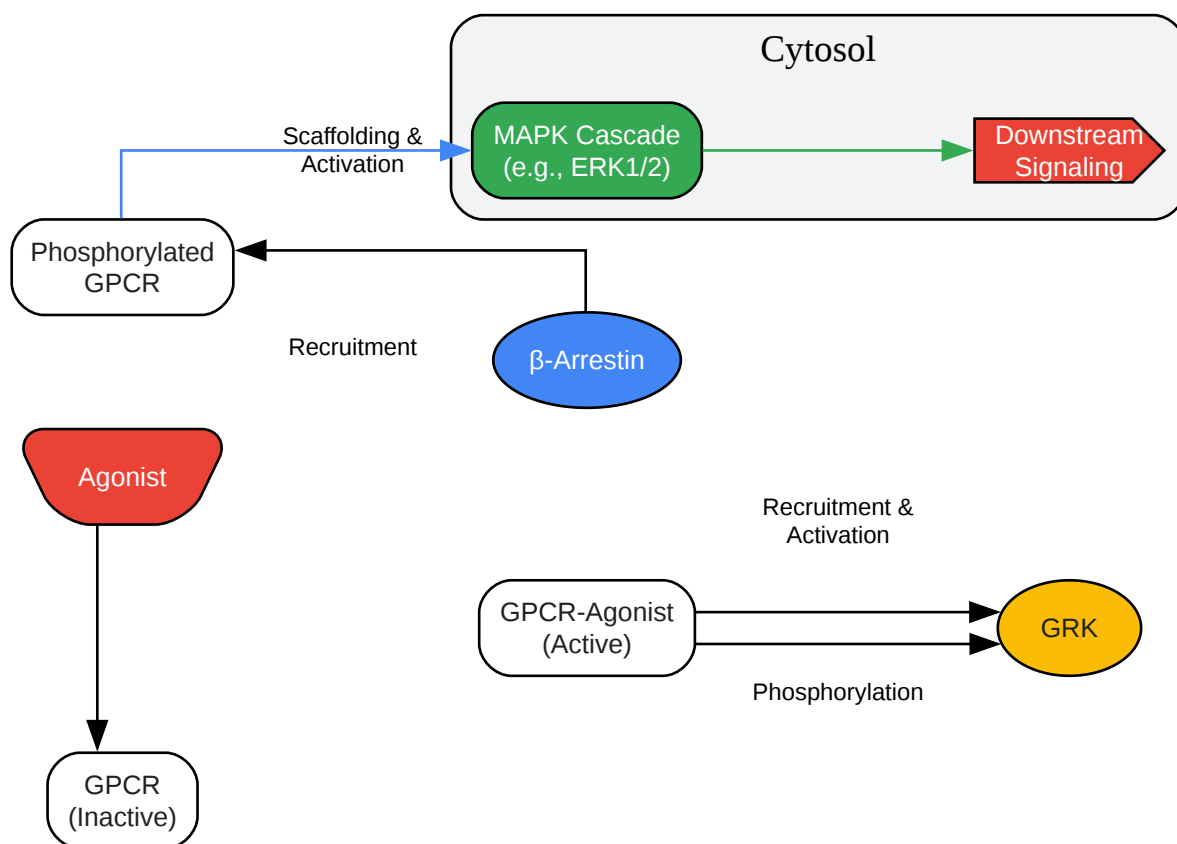 Cytosol
Scaffolding &
Activation
MAPK Cascade
(e.g., ERK1/2)
Downstream
Signaling
Phosphorylated
GPCR
Recruitment
β-Arrestin
Agonist
Recruitment &
Activation
GPCR-Agonist
(Active)
GRK
Phosphorylation
GPCR
(Inactive)